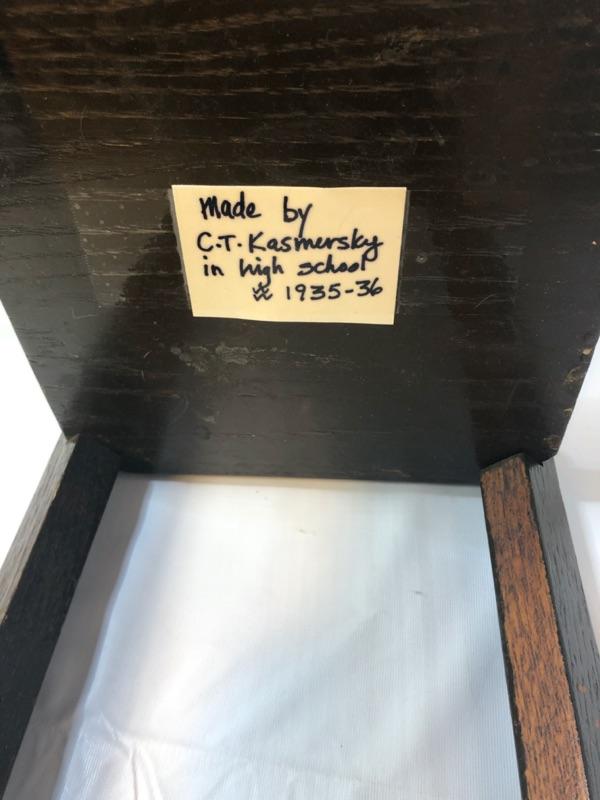 Made by
C.T. Kasmersky
in high school
≈ 1935-36